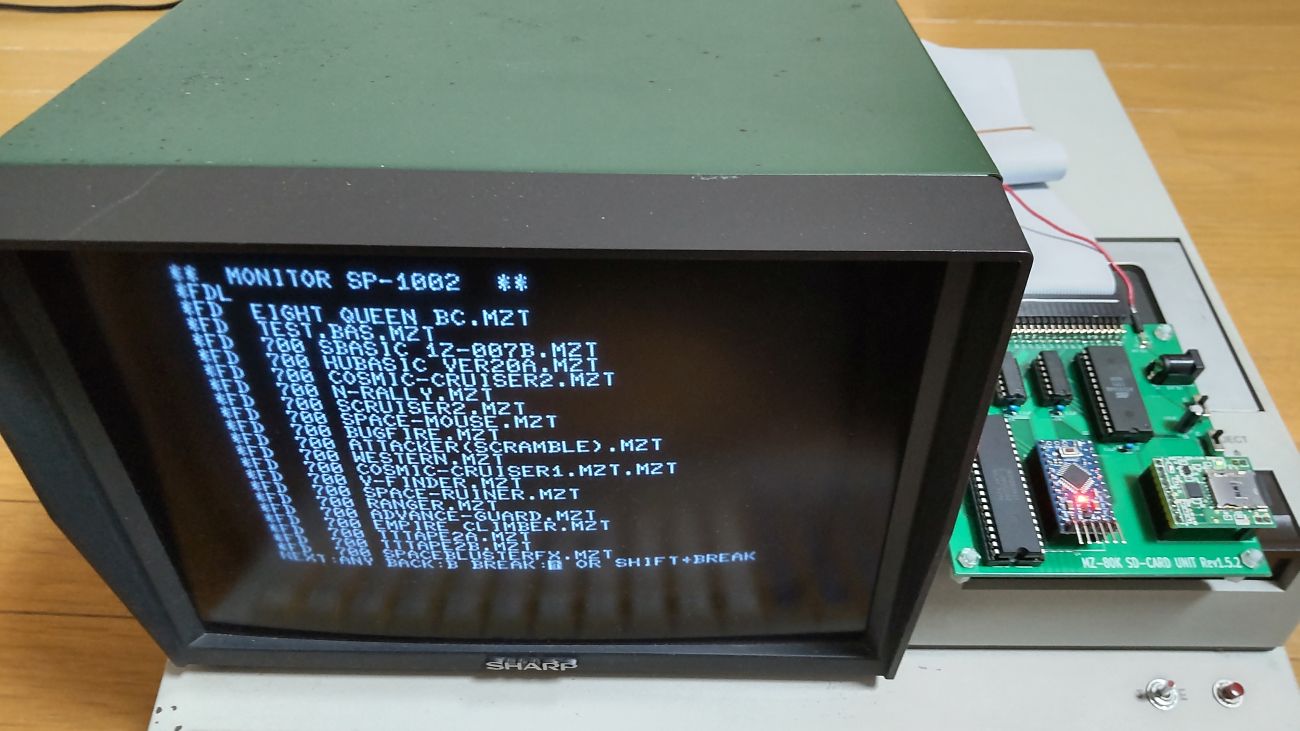 ** MONITOR SP-1002 **
*FDL
*FD EIGHT QUEEN BC.MZT
*FD TEST.BAS.MZT
*FD 700 SBASIC 1Z-007B.MZT
*FD 700 HUBASIC VER20A.MZT
*FD 700 COSMIC-CRUISER2.MZT
*FD 700 N-RALLY.MZT
*FD 700 SCRUISER2.MZT
*FD 700 SPACE-MOUSE.MZT
*FD 700 BUGFIRE.MZT
*FD 700 ATTACKER(SCRAMBLE).MZT
*FD 700 WESTERN.MZT
*FD 700 COSMIC-CRUISER1.MZT.MZT
*FD 700 V-FINDER.MZT
*FD 700 SPACE-RUINER.MZT
*FD 700 RANGER.MZT
*FD 700 ADVANCE-GUARD.MZT
*FD 700 EMPIRE CLIMBER.MZT
*FD 700
*FD 700
*FD 700 SPACEBLUSTERFX.MZT
NEXT:ANY BACK:B BREAK: OR SHIFT+BREAK
SHARP
MZ-80K SD-CARD UNIT Rev1.5.2